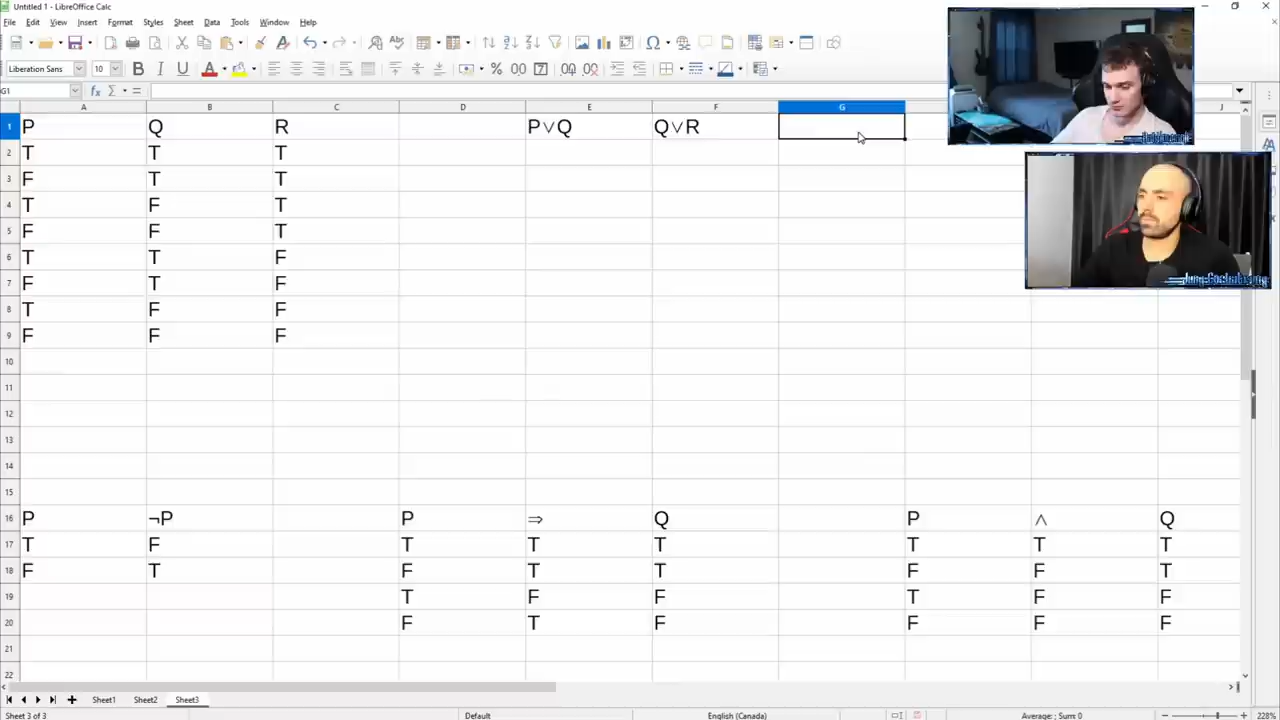 Untitled 1 - LibreOffice Calc
File Edit View Insert Format Styles Sheet Data Tools Window Help
Liberation Sans 10
G1
A B C D E F G J
1 P Q R P∨Q Q∨R
2 T T T
3 F T T
4 T F T
5 F F T
6 T T F
7 F T F
8 T F F
9 F F F
10
11
12
13
14
15
16 P ¬P P ⇒ Q P ∧ Q
17 T F T T T T T T
18 F T F T T F F T
19 T F F T F F
20 F T F F F F
21
22
Sheet1 Sheet2 Sheet3
Sheet 3 of 3 Default English (Canada) Average: ; Sum: 0 228%